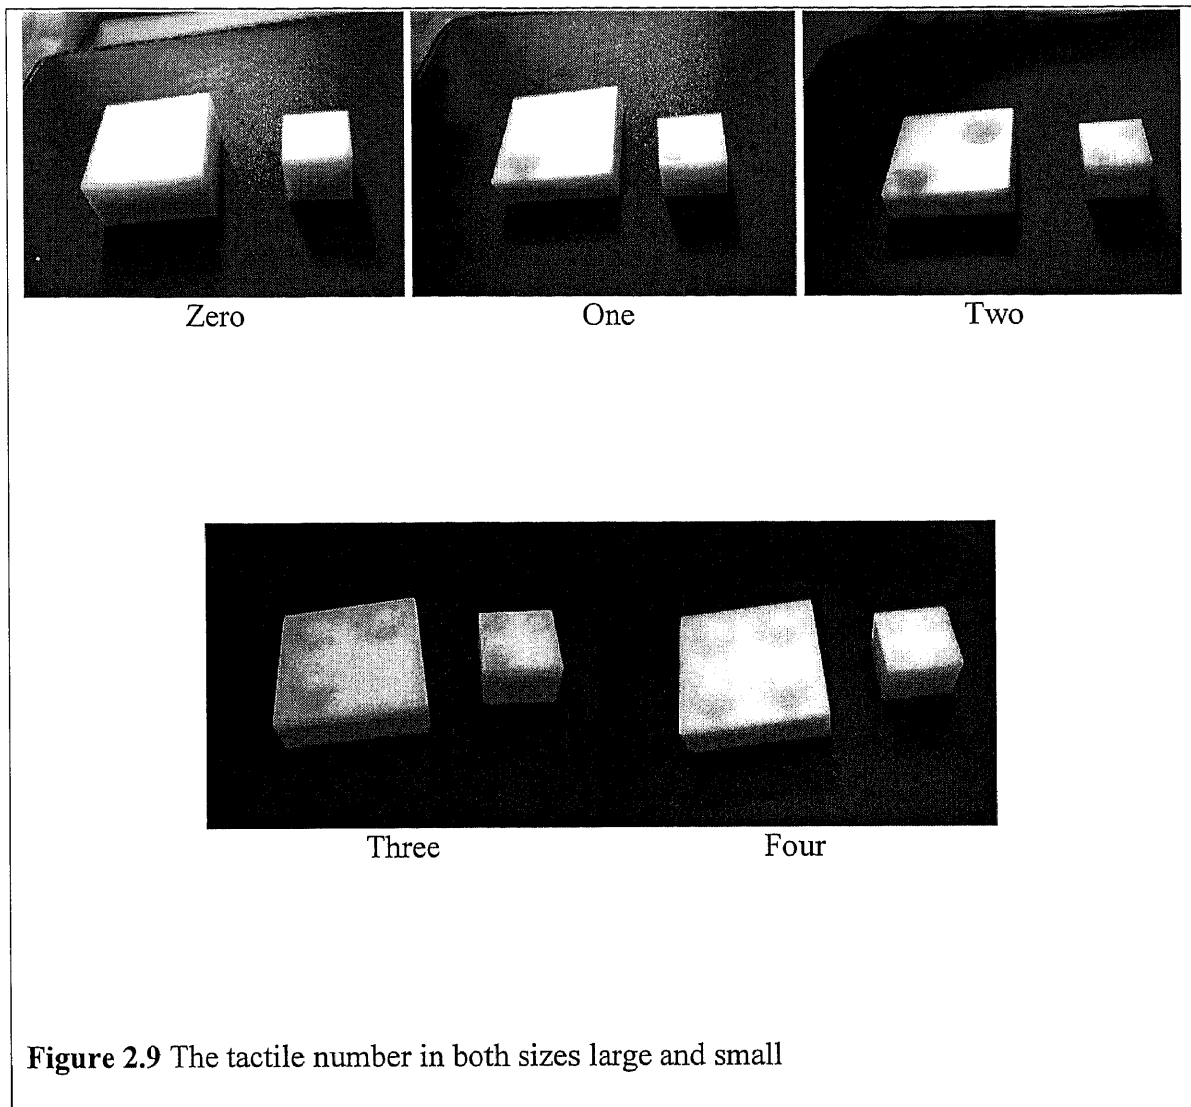 Zero One Two
Three Four
Figure 2.9 The tactile number in both sizes large and small